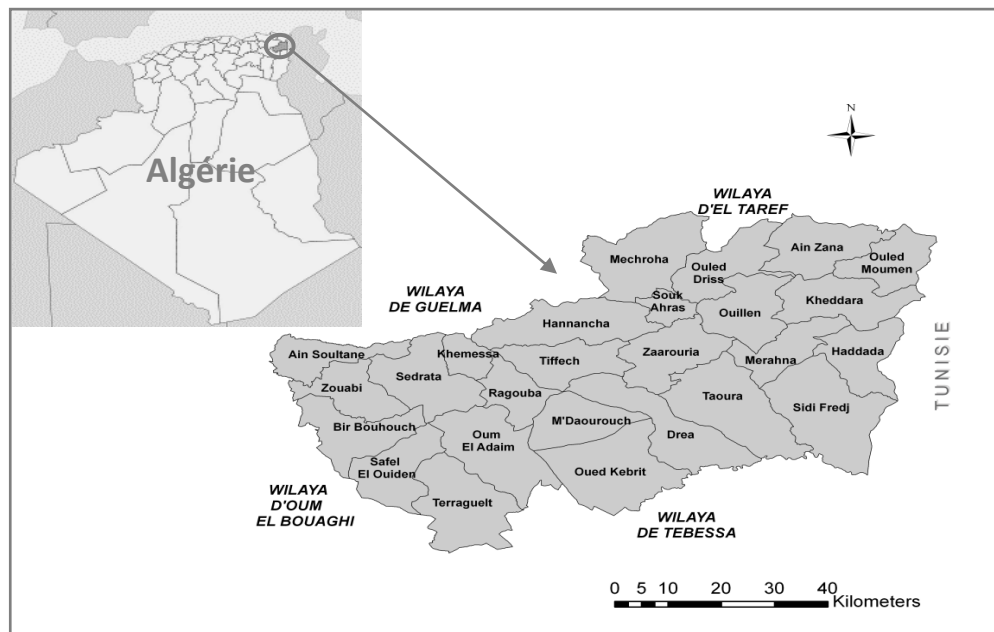 Algérie
N
WILAYA
D'EL TAREF
Mechroha
Ouled
Driss
Ain Zana
Ouled
Moumen
WILAYA
DE GUELMA
Souk
Ahras
Ouillen
Kheddara
Hannancha
TUNISIE
Ain Soultane
Khemessa
Tiffech
Zaarouria
Merahna
Haddada
Zouabi
Sedrata
Ragouba
Taoura
Sidi Fredj
Bir Bouhouch
Oum
El Adaim
M'Daourouch
Drea
Safel
El Ouiden
Oued Kebrit
WILAYA
D'OUM
EL BOUAGHI
Terraguelt
WILAYA
DE TEBESSA
0 5 10 20 30 40
Kilometers